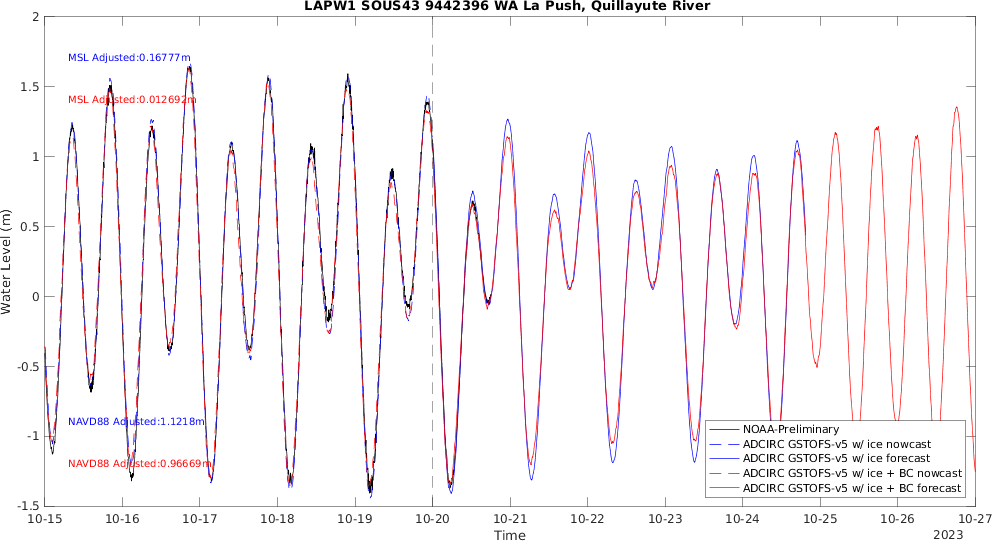 LAPW1 SOUS43 9442396 WA La Push, Quillayute River
2
1.5
1
0.5
0
-0.5
-1
-1.5
Water Level (m)
MSL Adjusted:0.16777m
MSL Adjusted:0.012692m
NAVD88 Adjusted:1.1218m
NAVD88 Adjusted:0.96669m
NOAA-Preliminary
ADCIRC GSTOFS-v5 w/ ice nowcast
ADCIRC GSTOFS-v5 w/ ice forecast
ADCIRC GSTOFS-v5 w/ ice + BC nowcast
ADCIRC GSTOFS-v5 w/ ice + BC forecast
10-15 10-16 10-17 10-18 10-19 10-20 10-21 10-22 10-23 10-24 10-25 10-26 10-27
Time
2023